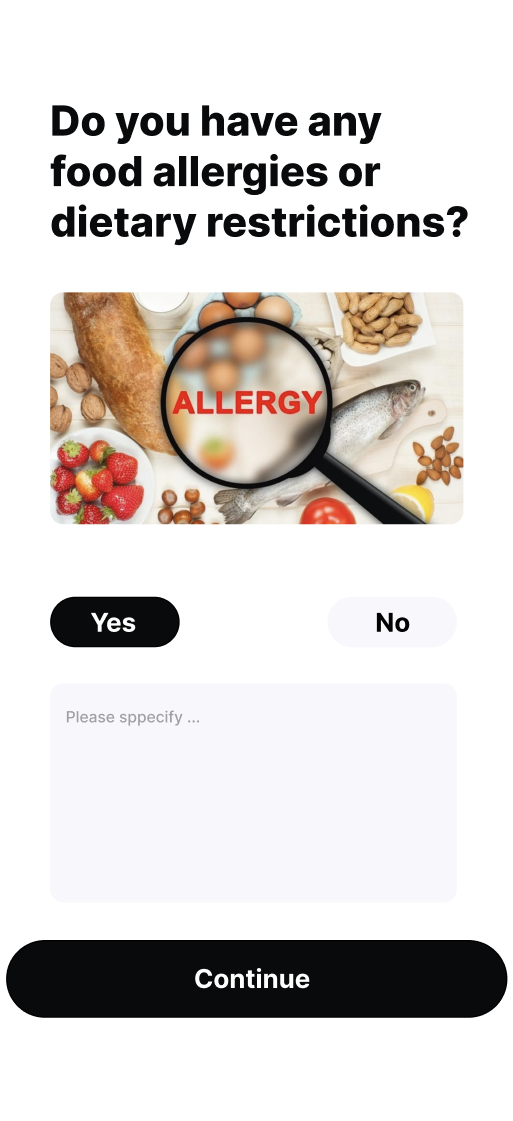 Do you have any
food allergies or
dietary restrictions?
ALLERGY
Yes No
Please sppecify ...
Continue